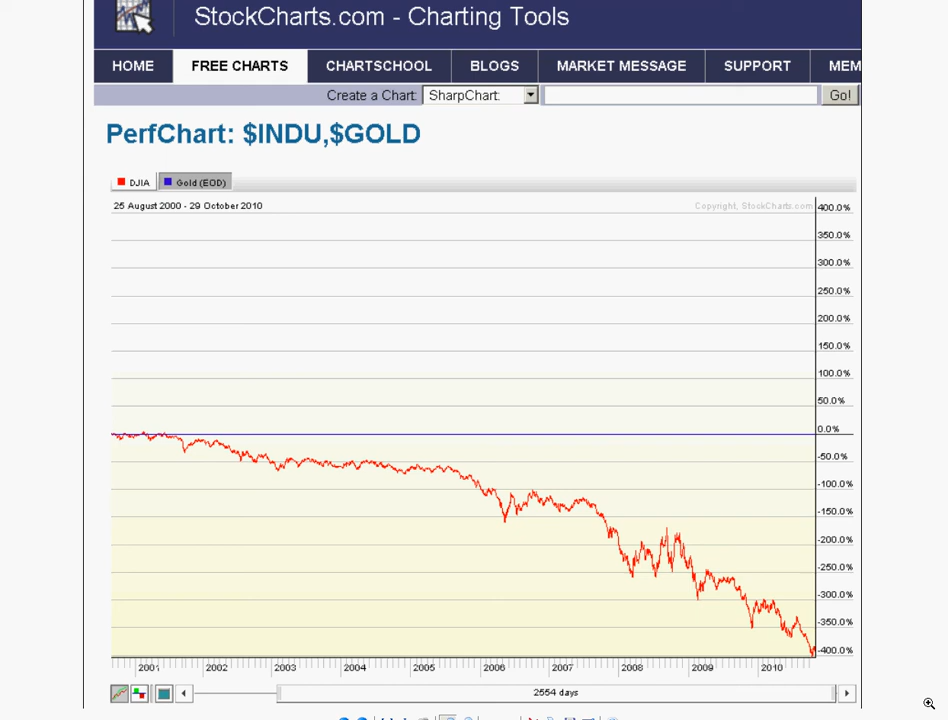 StockCharts.com - Charting Tools
HOME FREE CHARTS CHARTSCHOOL BLOGS MARKET MESSAGE SUPPORT MEM
Create a Chart: SharpChart: Go!
PerfChart: $INDU,$GOLD
DJIA Gold (EOD)
25 August 2000 - 29 October 2010 Copyright, StockCharts.com
400.0%
350.0%
300.0%
250.0%
200.0%
150.0%
100.0%
50.0%
0.0%
-50.0%
-100.0%
-150.0%
-200.0%
-250.0%
-300.0%
-350.0%
-400.0%
2001 2002 2003 2004 2005 2006 2007 2008 2009 2010
2554 days